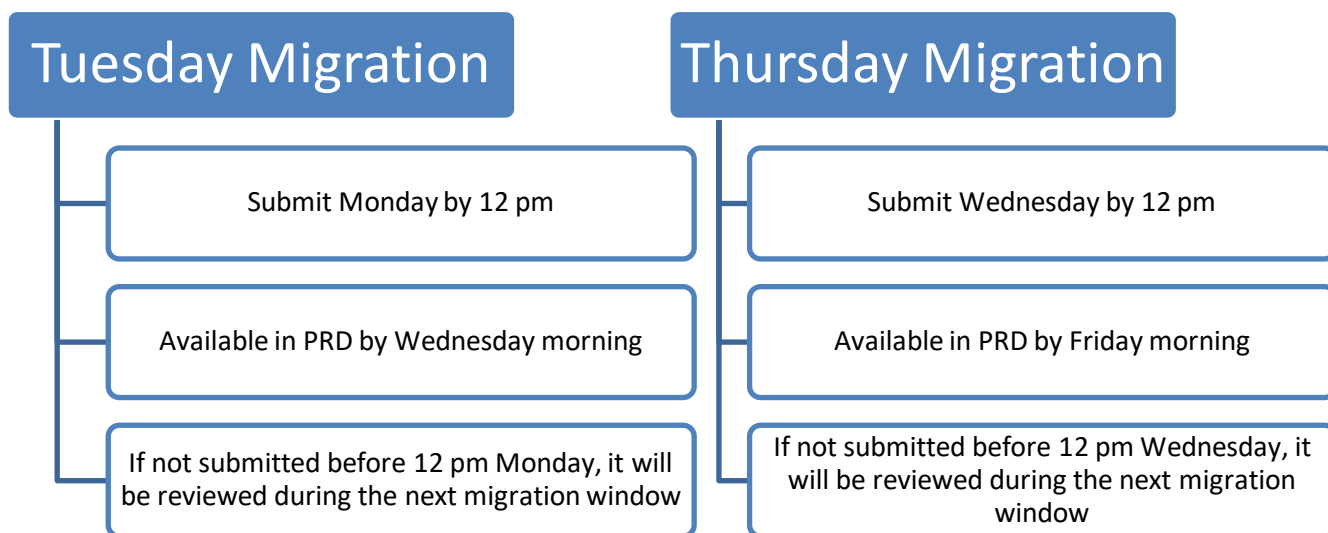 Tuesday Migration
Submit Monday by 12 pm
Available in PRD by Wednesday morning
If not submitted before 12 pm Monday, it will
be reviewed during the next migration window
Thursday Migration
Submit Wednesday by 12 pm
Available in PRD by Friday morning
If not submitted before 12 pm Wednesday, it
will be reviewed during the next migration
window